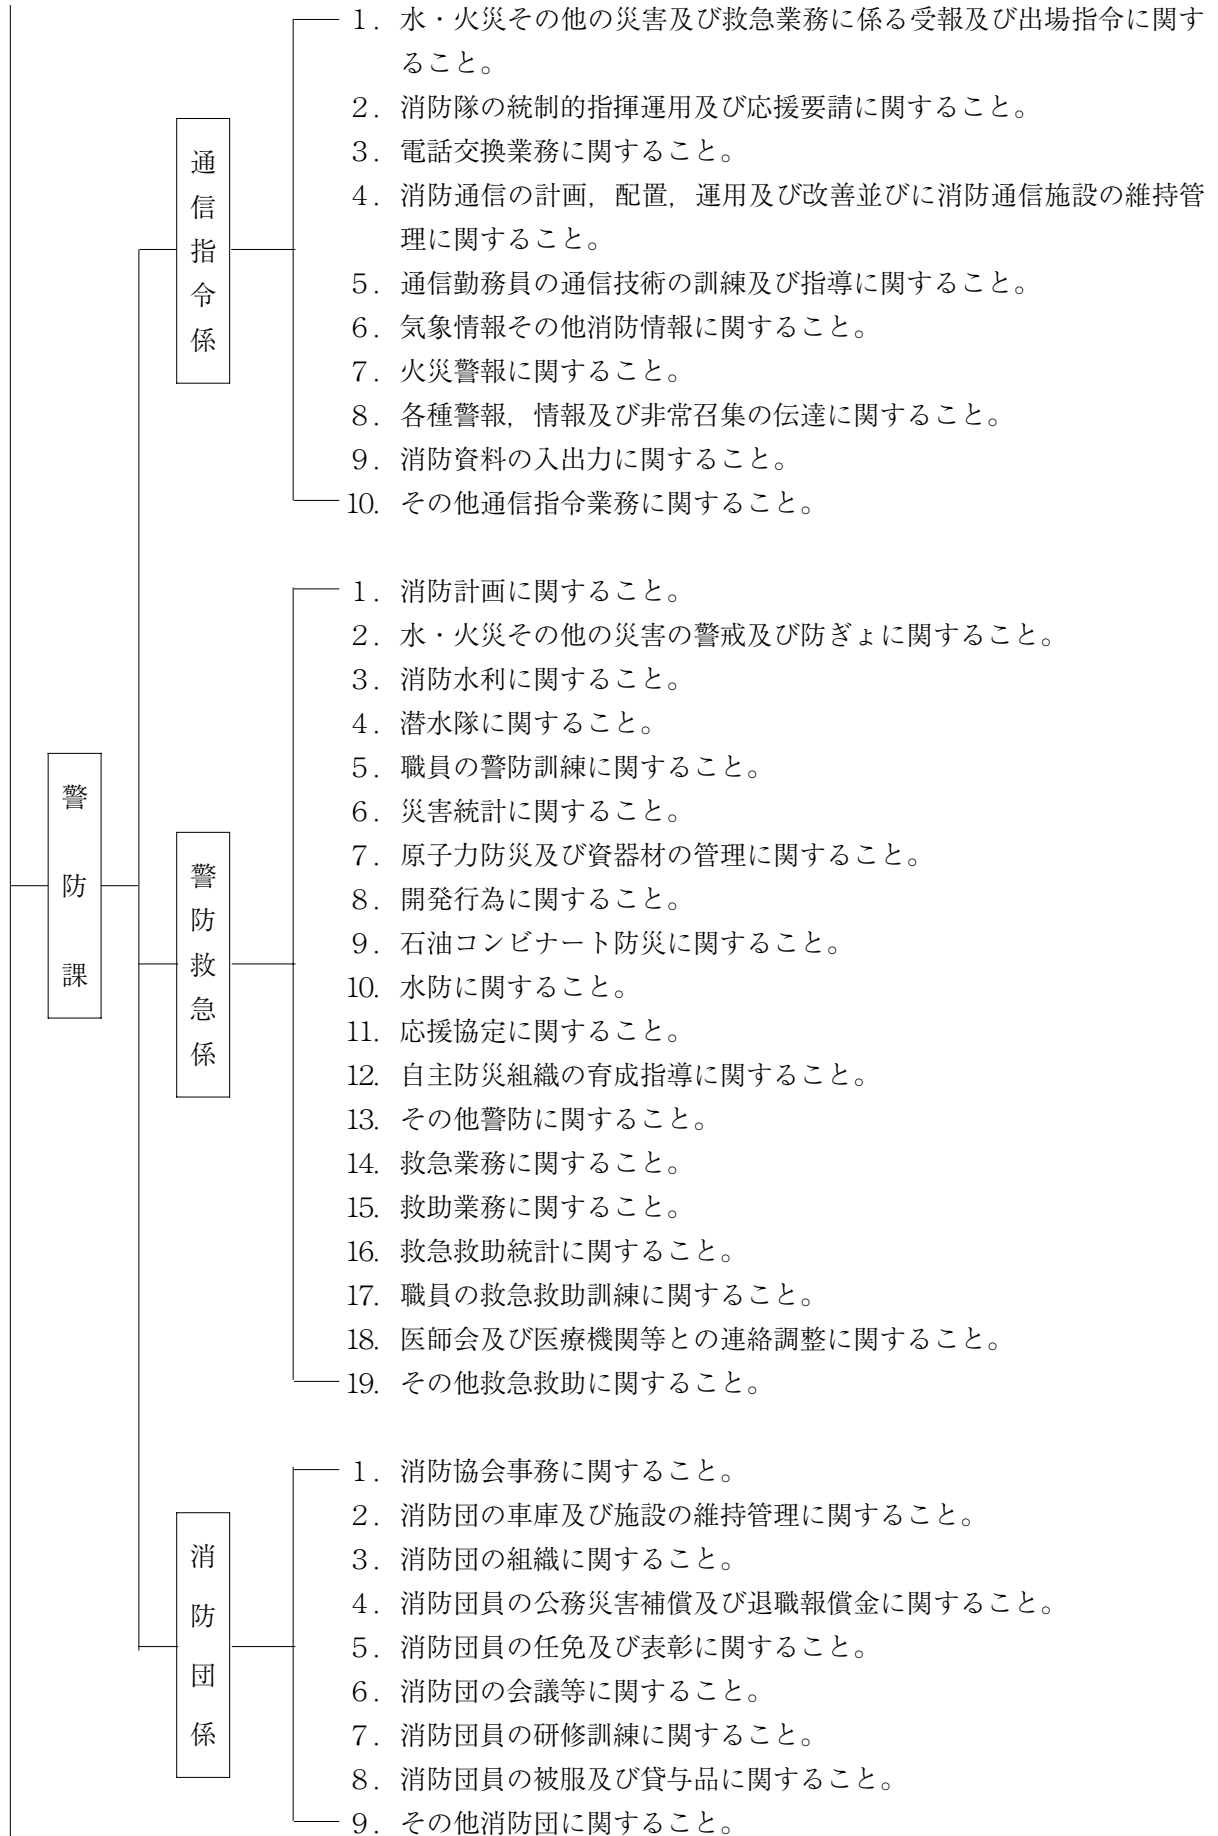 警防課
通信指令係
１．水・火災その他の災害及び救急業務に係る受報及び出場指令に関す
ること。
２．消防隊の統制的指揮運用及び応援要請に関すること。
３．電話交換業務に関すること。
４．消防通信の計画，配置，運用及び改善並びに消防通信施設の維持管
理に関すること。
５．通信勤務員の通信技術の訓練及び指導に関すること。
６．気象情報その他消防情報に関すること。
７．火災警報に関すること。
８．各種警報，情報及び非常召集の伝達に関すること。
９．消防資料の入出力に関すること。
10．その他通信指令業務に関すること。
警防救急係
１．消防計画に関すること。
２．水・火災その他の災害の警戒及び防ぎょに関すること。
３．消防水利に関すること。
４．潜水隊に関すること。
５．職員の警防訓練に関すること。
６．災害統計に関すること。
７．原子力防災及び資器材の管理に関すること。
８．開発行為に関すること。
９．石油コンビナート防災に関すること。
10．水防に関すること。
11．応援協定に関すること。
12．自主防災組織の育成指導に関すること。
13．その他警防に関すること。
14．救急業務に関すること。
15．救助業務に関すること。
16．救急救助統計に関すること。
17．職員の救急救助訓練に関すること。
18．医師会及び医療機関等との連絡調整に関すること。
19．その他救急救助に関すること。
消防団係
１．消防協会事務に関すること。
２．消防団の車庫及び施設の維持管理に関すること。
３．消防団の組織に関すること。
４．消防団員の公務災害補償及び退職報償金に関すること。
５．消防団員の任免及び表彰に関すること。
６．消防団の会議等に関すること。
７．消防団員の研修訓練に関すること。
８．消防団員の被服及び貸与品に関すること。
９．その他消防団に関すること。